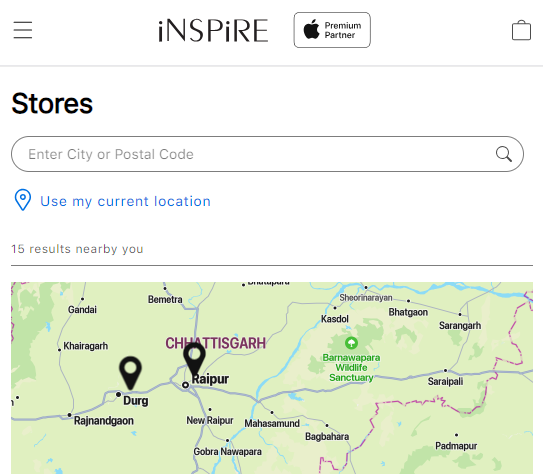 iNSPiRE
Premium
Partner
Stores
Enter City or Postal Code
Use my current location
15 results nearby you
Bemetra
Sheorinarayan
Gandai
Kasdol
Bhatgaon
Sarangarh
Khairagarh
CHHATTISGARH
Barnawapara
Wildlife
Sanctuary
Raipur
Saraipali
Durg
Rajnandgaon
New Raipur
Mahasamund
Bagbahara
Gobra Nawapara
Padmapur